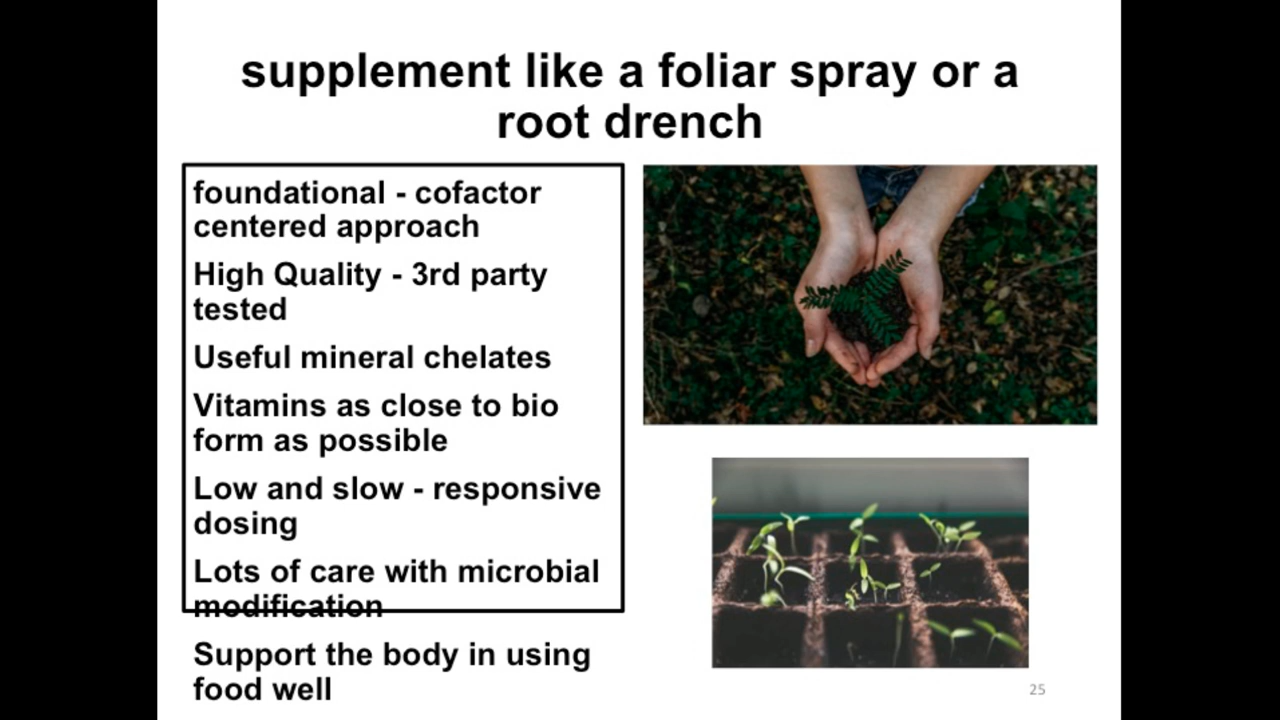 supplement like a foliar spray or a
root drench
foundational - cofactor
centered approach
High Quality - 3rd party
tested
Useful mineral chelates
Vitamins as close to bio
form as possible
Low and slow - responsive
dosing
Lots of care with microbial
modification
Support the body in using
food well
25